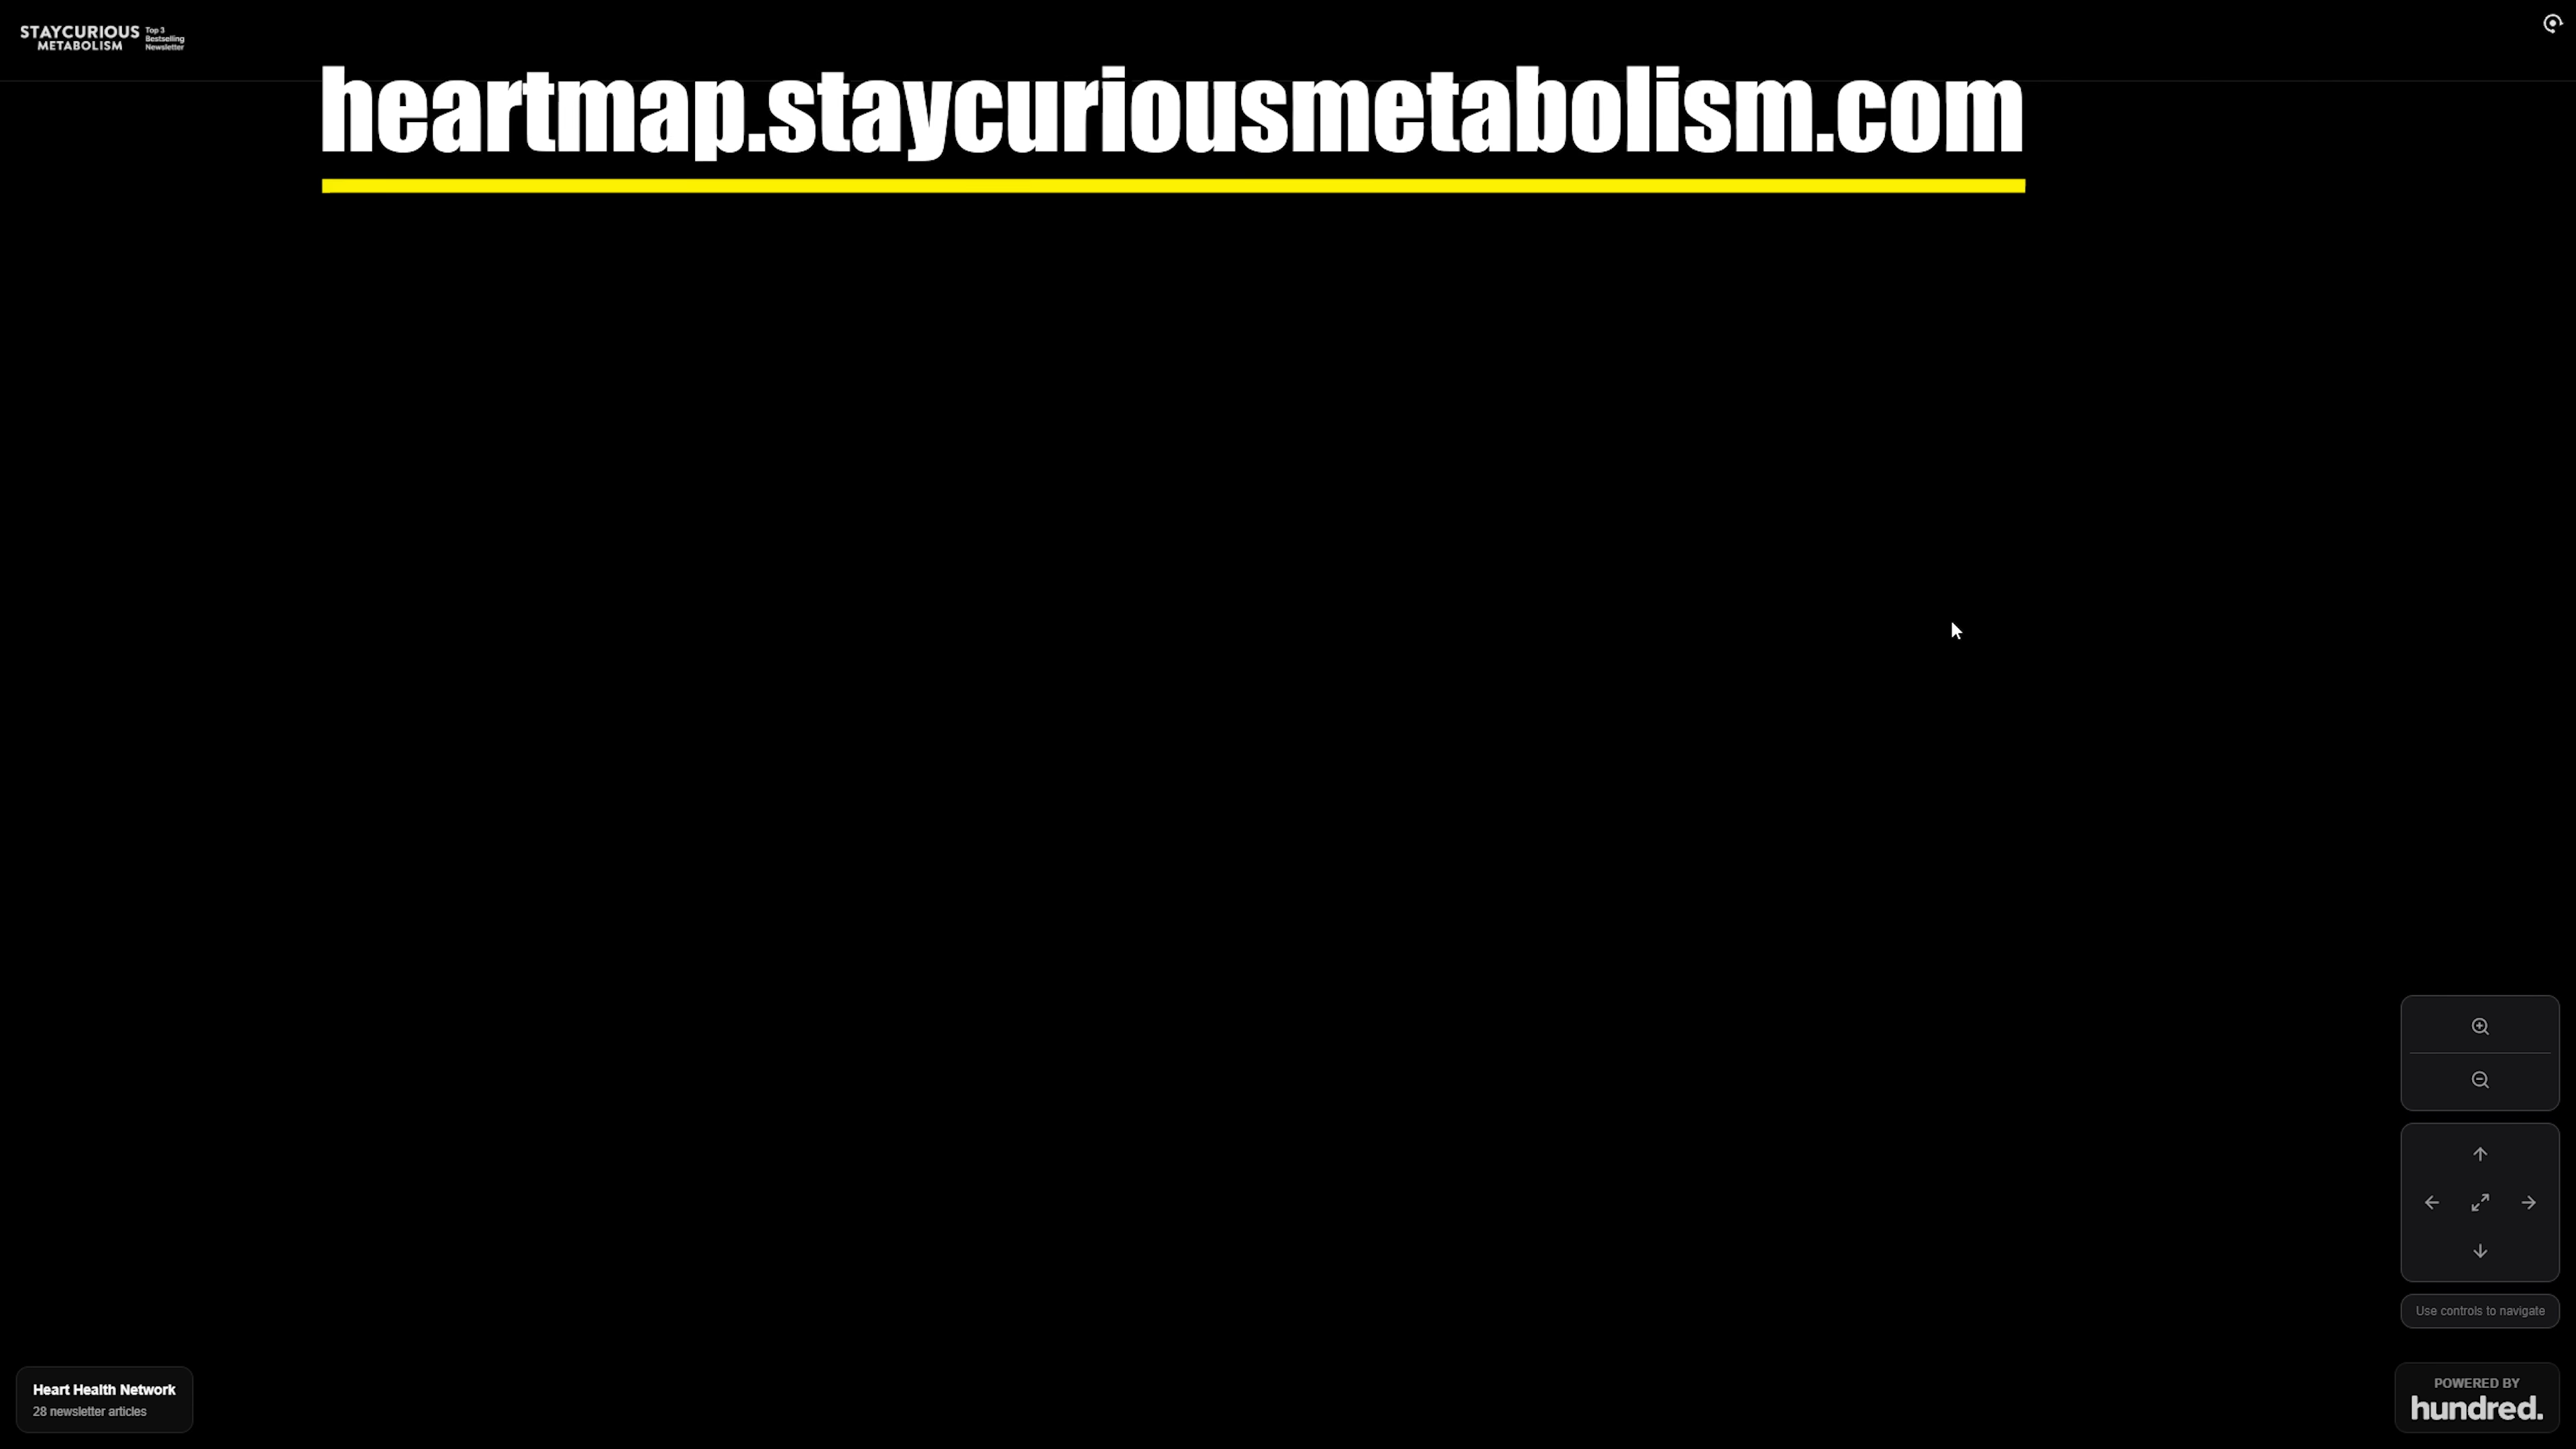 STAYCURIOUS
METABOLISM
Top 3
Bestselling
Newsletter
heartmap.staycuriousmetabolism.com
Use controls to navigate
Heart Health Network
28 newsletter articles
POWERED BY
hundred.